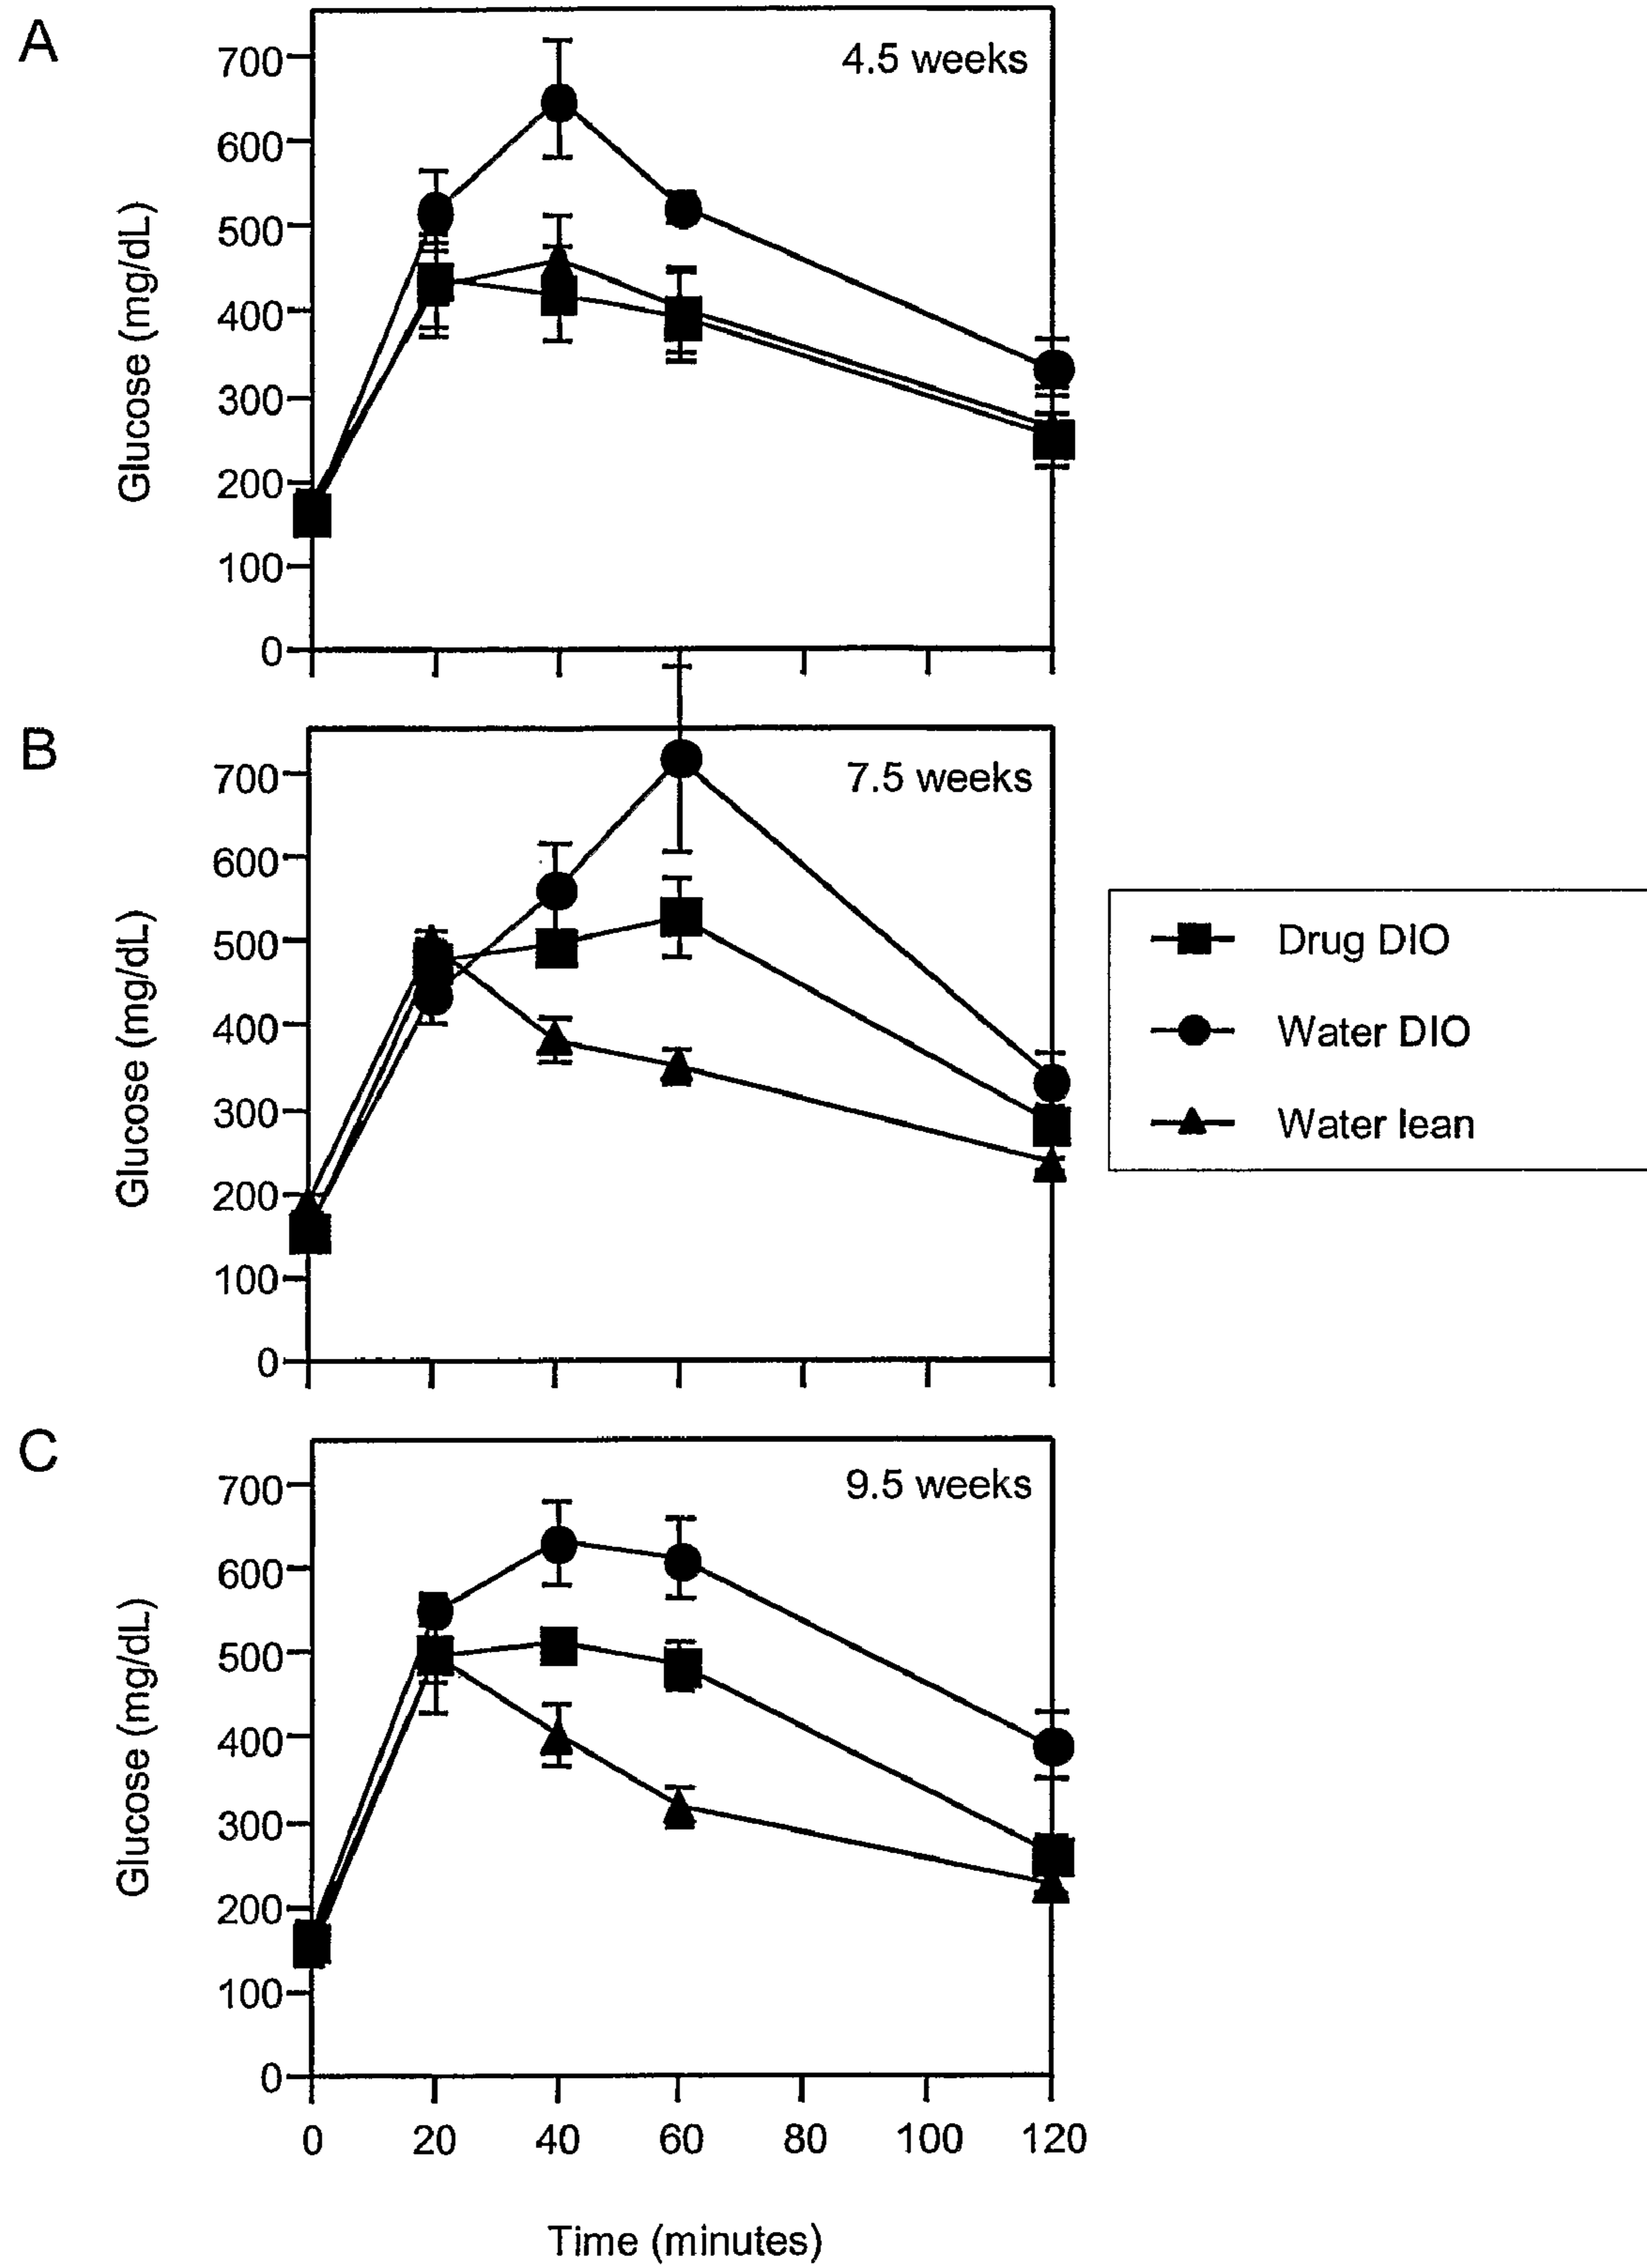 A
4.5 weeks
Glucose (mg/dL)
700
600
500
400
300
200
100
0
B
7.5 weeks
Glucose (mg/dL)
700
600
500
400
300
200
100
0
Drug DIO
Water DIO
Water lean
C
9.5 weeks
Glucose (mg/dL)
700
600
500
400
300
200
100
0
0 20 40 60 80 100 120
Time (minutes)